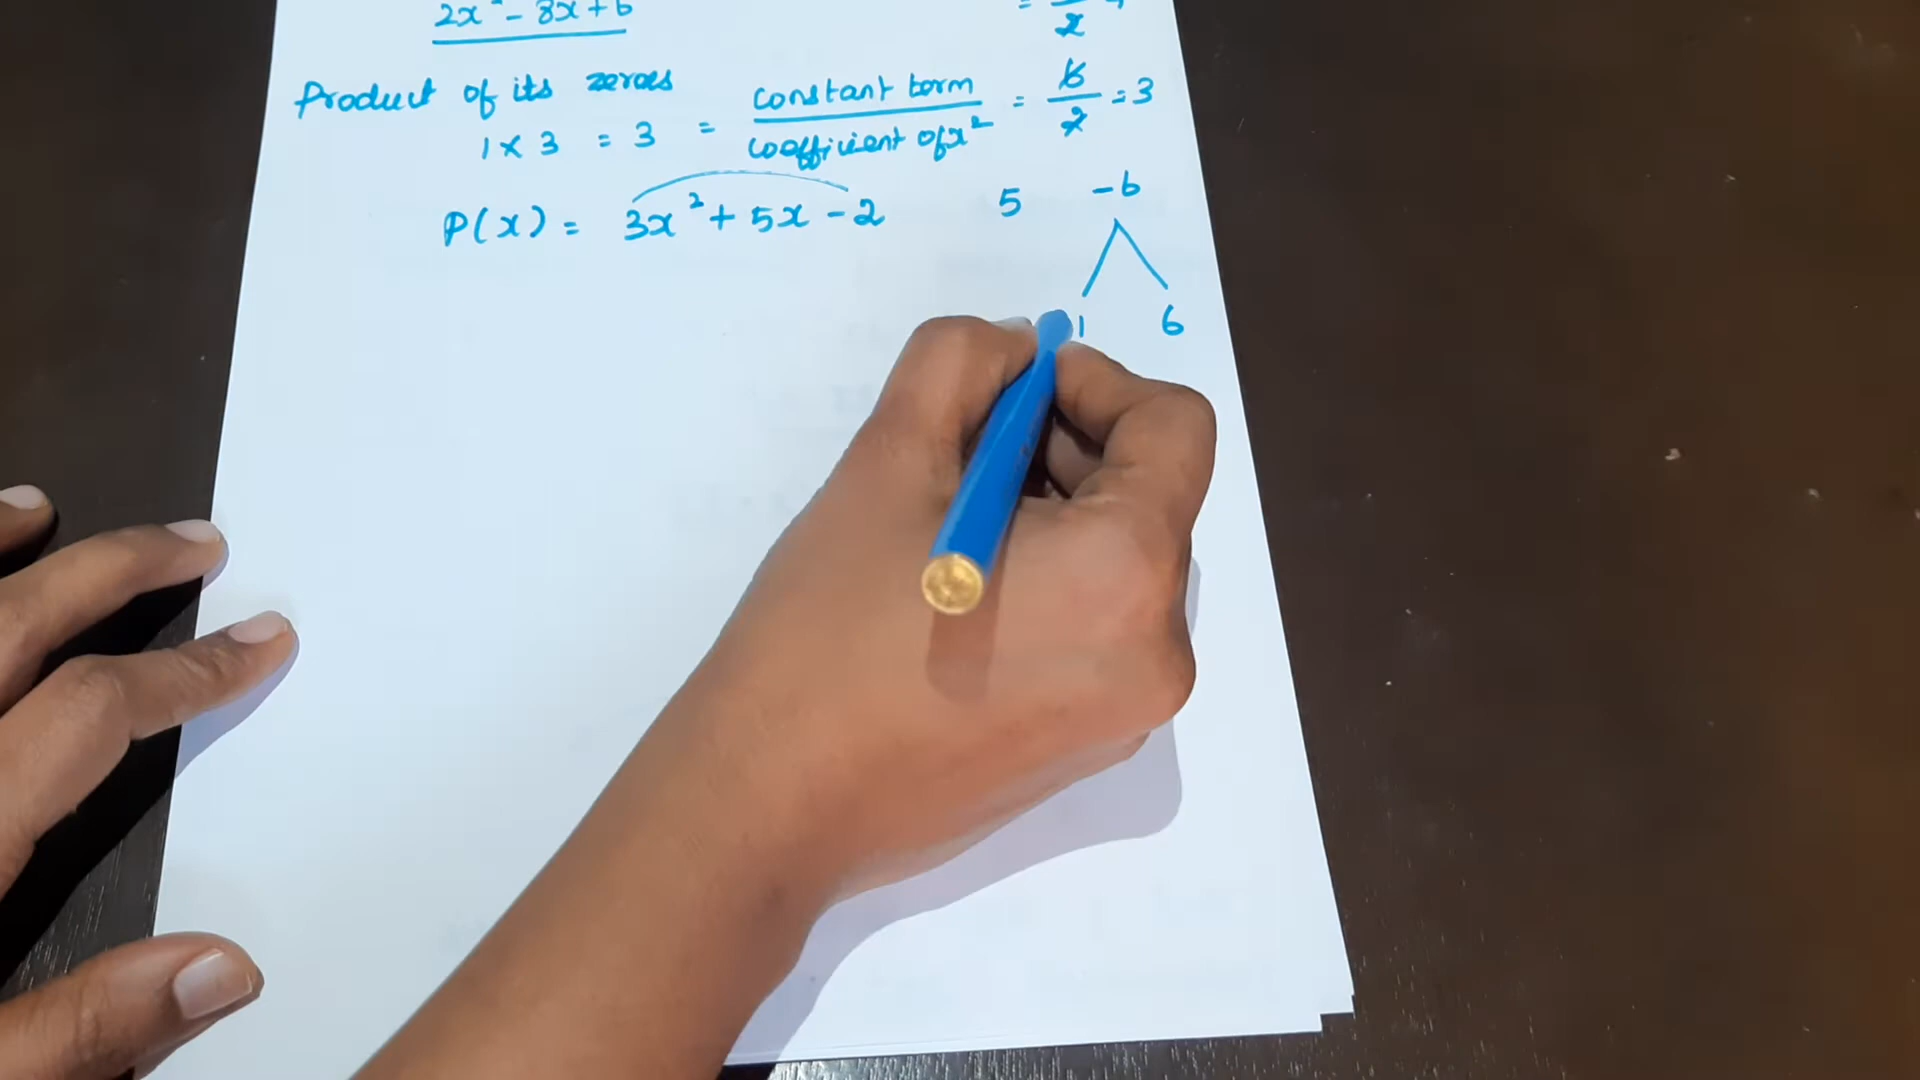 2x² - 8x + 6 = /2
Product of its zeroes = constant term / coefficient of x² = 6/2 = 3
1 × 3 = 3
P(x) = 3x² + 5x - 2 5 -6
1 6